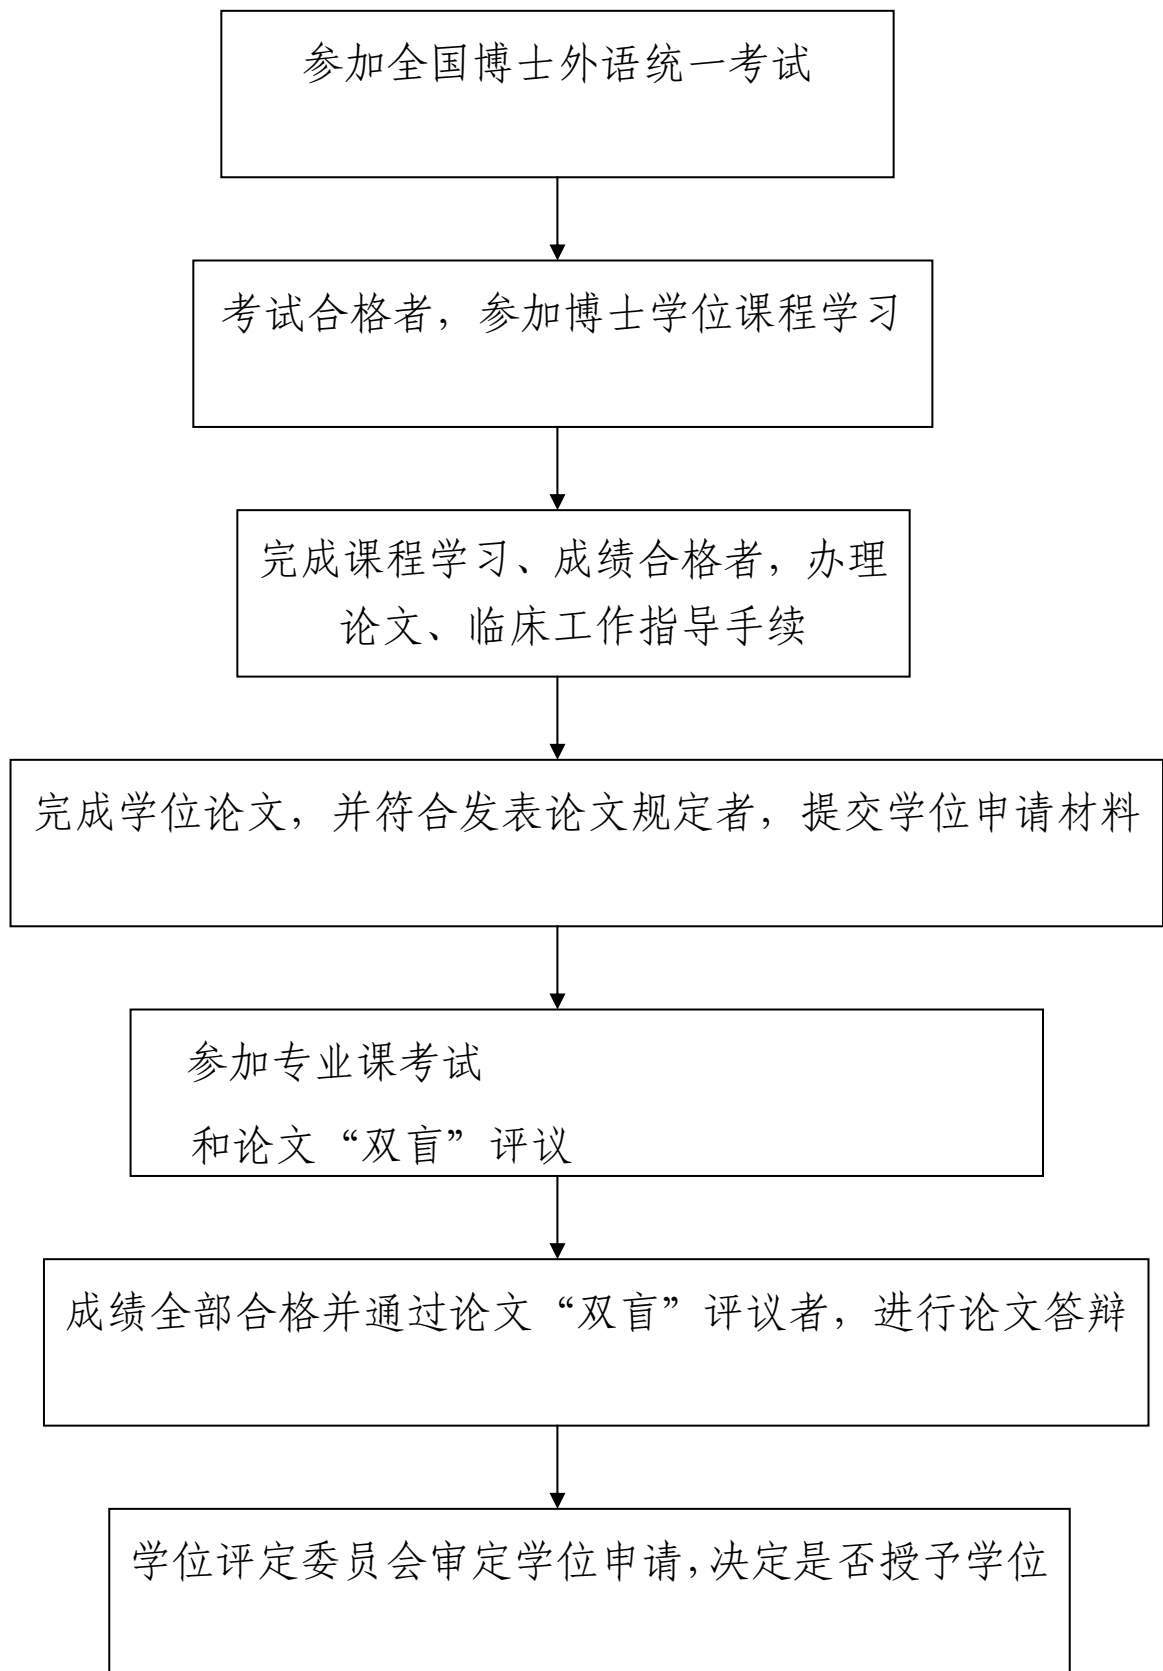 参加全国博士外语统一考试
考试合格者，参加博士学位课程学习
完成课程学习、成绩合格者，办理
论文、临床工作指导手续
完成学位论文，并符合发表论文规定者，提交学位申请材料
参加专业课考试
和论文“双盲”评议
成绩全部合格并通过论文“双盲”评议者，进行论文答辩
学位评定委员会审定学位申请，决定是否授予学位